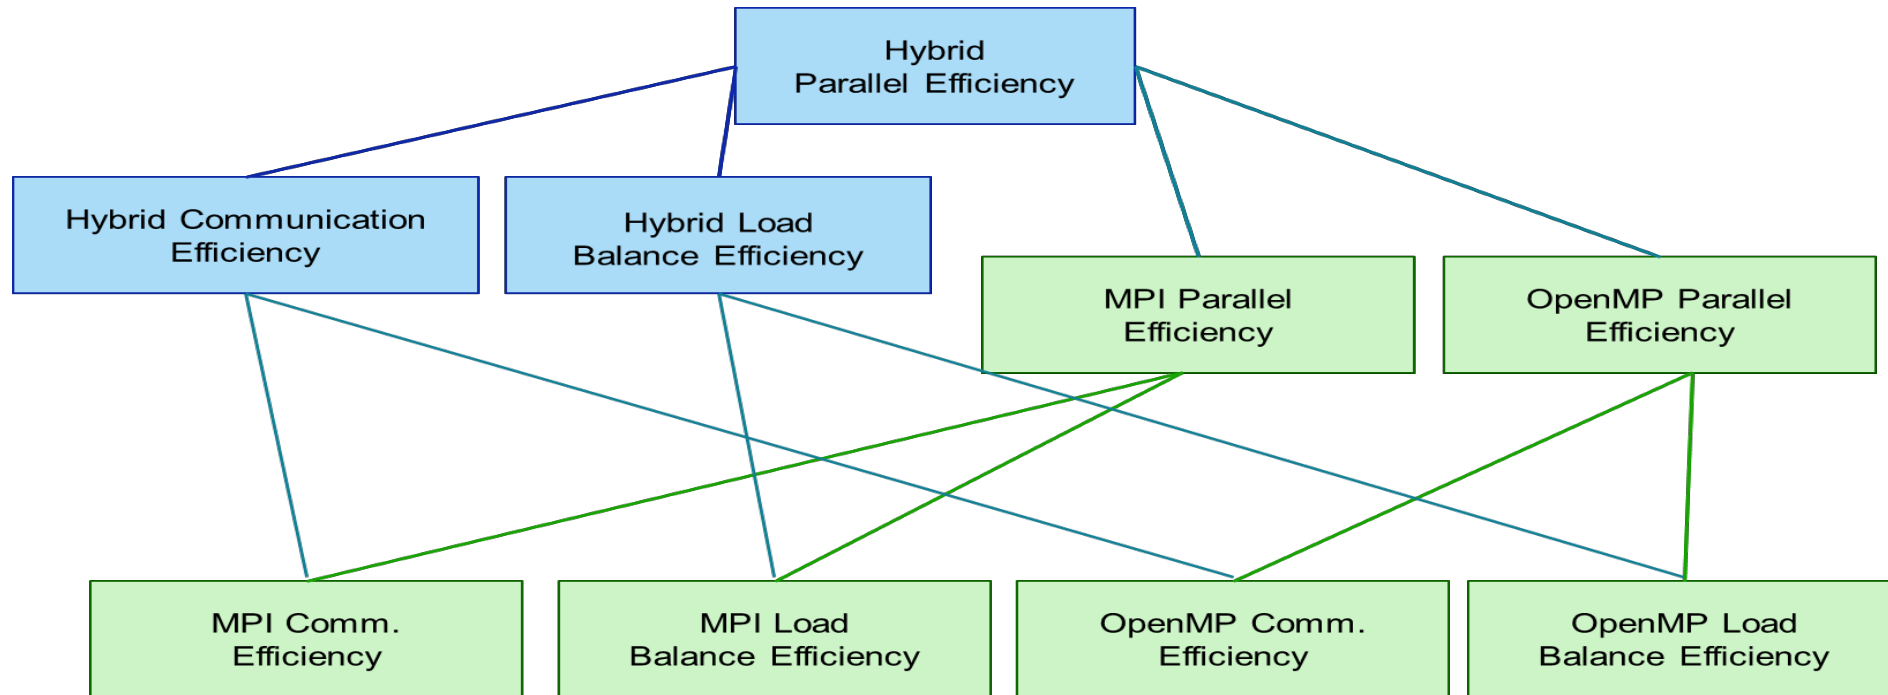 Hybrid
Parallel Efficiency
Hybrid Communication
Efficiency
Hybrid Load
Balance Efficiency
MPI Parallel
Efficiency
OpenMP Parallel
Efficiency
MPI Comm.
Efficiency
MPI Load
Balance Efficiency
OpenMP Comm.
Efficiency
OpenMP Load
Balance Efficiency